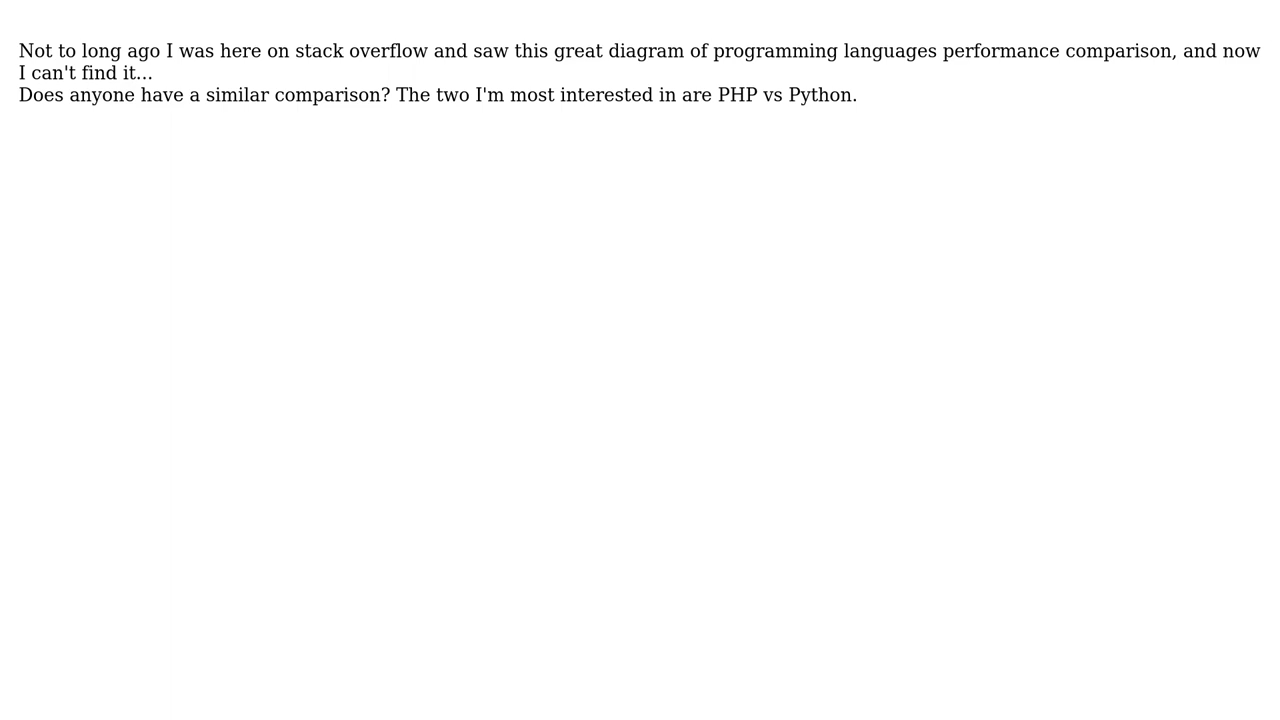 Not to long ago I was here on stack overflow and saw this great diagram of programming languages performance comparison, and now
I can't find it...
Does anyone have a similar comparison? The two I'm most interested in are PHP vs Python.